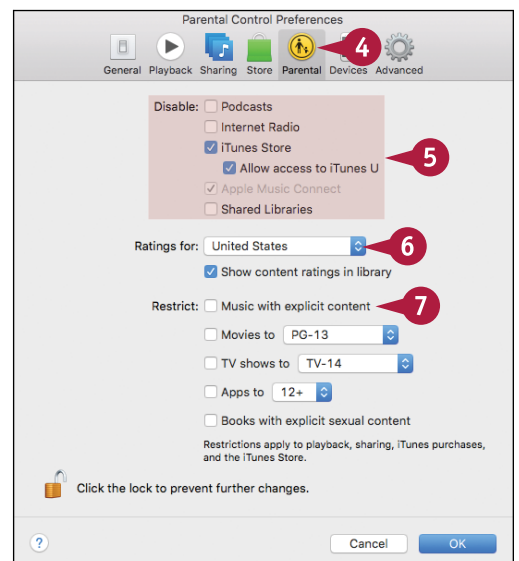 Parental Control Preferences
General Playback Sharing Store Parental Devices Advanced
4
Disable: Podcasts
Internet Radio
iTunes Store
Allow access to iTunes U
5
Apple Music Connect
Shared Libraries
Ratings for: United States
6
Show content ratings in library
Restrict: Music with explicit content
7
Movies to PG-13
TV shows to TV-14
Apps to 12+
Books with explicit sexual content
Restrictions apply to playback, sharing, iTunes purchases,
and the iTunes Store.
Click the lock to prevent further changes.
? Cancel OK